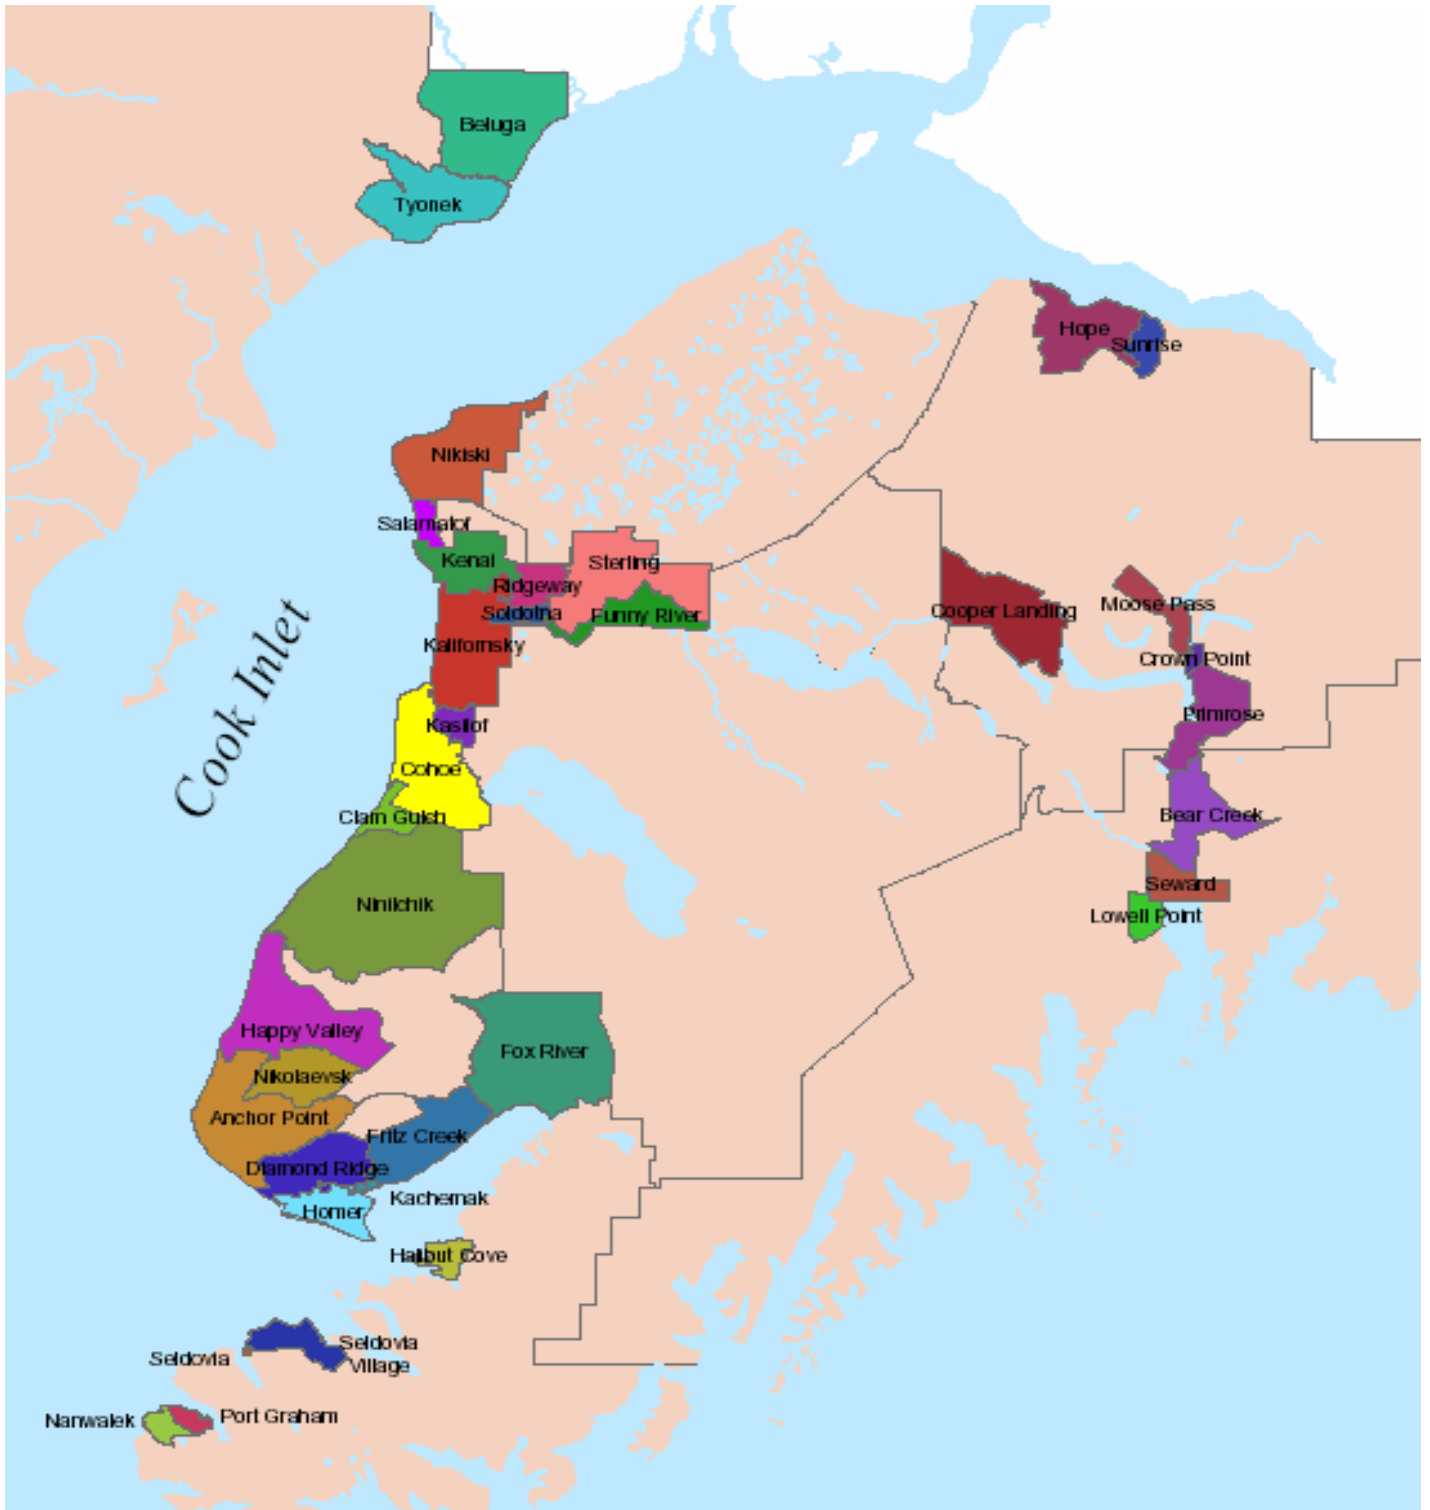 Beluga
Tyonek
Hope
Sunrise
Nikiski
Salamatof
Kenai
Sterling
Ridgeway
Soldotna
Funny River
Kalifornsky
Cooper Landing
Moose Pass
Crown Point
Primrose
Cook Inlet
Kasilof
Cohoe
Clam Gulch
Bear Creek
Seward
Lowell Point
Ninilchik
Happy Valley
Fox River
Nikolaevsk
Anchor Point
Fritz Creek
Diamond Ridge
Kachemak
Homer
Halibut Cove
Seldovia
Village
Seldovia
Nanwalek
Port Graham